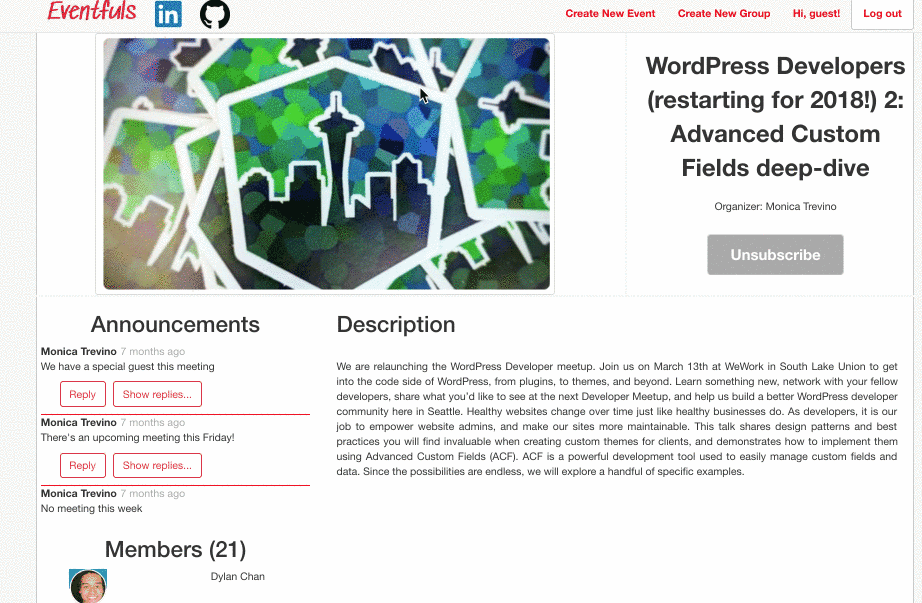 Eventfuls
in
Create New Event
Create New Group
Hi, guest!
Log out
WordPress Developers
(restarting for 2018!) 2:
Advanced Custom
Fields deep-dive
Organizer: Monica Trevino
Unsubscribe
Announcements
Monica Trevino 7 months ago
We have a special guest this meeting
Reply
Show replies...
Monica Trevino 7 months ago
There's an upcoming meeting this Friday!
Reply
Show replies...
Monica Trevino 7 months ago
No meeting this week
Members (21)
Dylan Chan
Description
We are relaunching the WordPress Developer meetup. Join us on March 13th at WeWork in South Lake Union to get
into the code side of WordPress, from plugins, to themes, and beyond. Learn something new, network with your fellow
developers, share what you'd like to see at the next Developer Meetup, and help us build a better WordPress developer
community here in Seattle. Healthy websites change over time just like healthy businesses do. As developers, it is our
job to empower website admins, and make our sites more maintainable. This talk shares design patterns and best
practices you will find invaluable when creating custom themes for clients, and demonstrates how to implement them
using Advanced Custom Fields (ACF). ACF is a powerful development tool used to easily manage custom fields and
data. Since the possibilities are endless, we will explore a handful of specific examples.